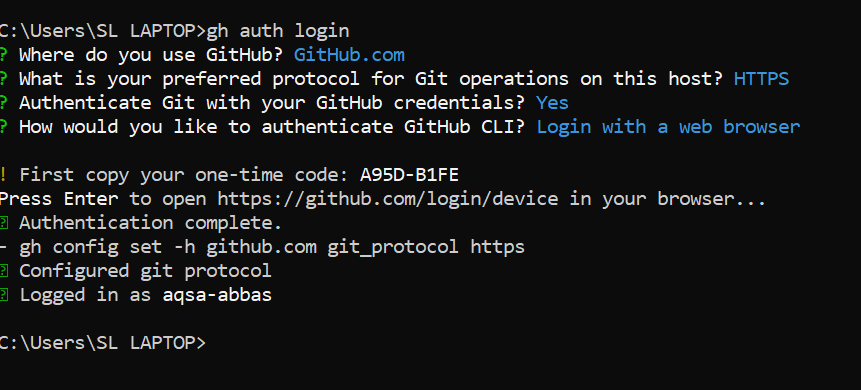 C:\Users\SL LAPTOP>gh auth login
? Where do you use GitHub? GitHub.com
? What is your preferred protocol for Git operations on this host? HTTPS
? Authenticate Git with your GitHub credentials? Yes
? How would you like to authenticate GitHub CLI? Login with a web browser
! First copy your one-time code: A95D-B1FE
Press Enter to open https://github.com/login/device in your browser...
Authentication complete.
- gh config set -h github.com git_protocol https
Configured git protocol
Logged in as aqsa-abbas
C:\Users\SL LAPTOP>